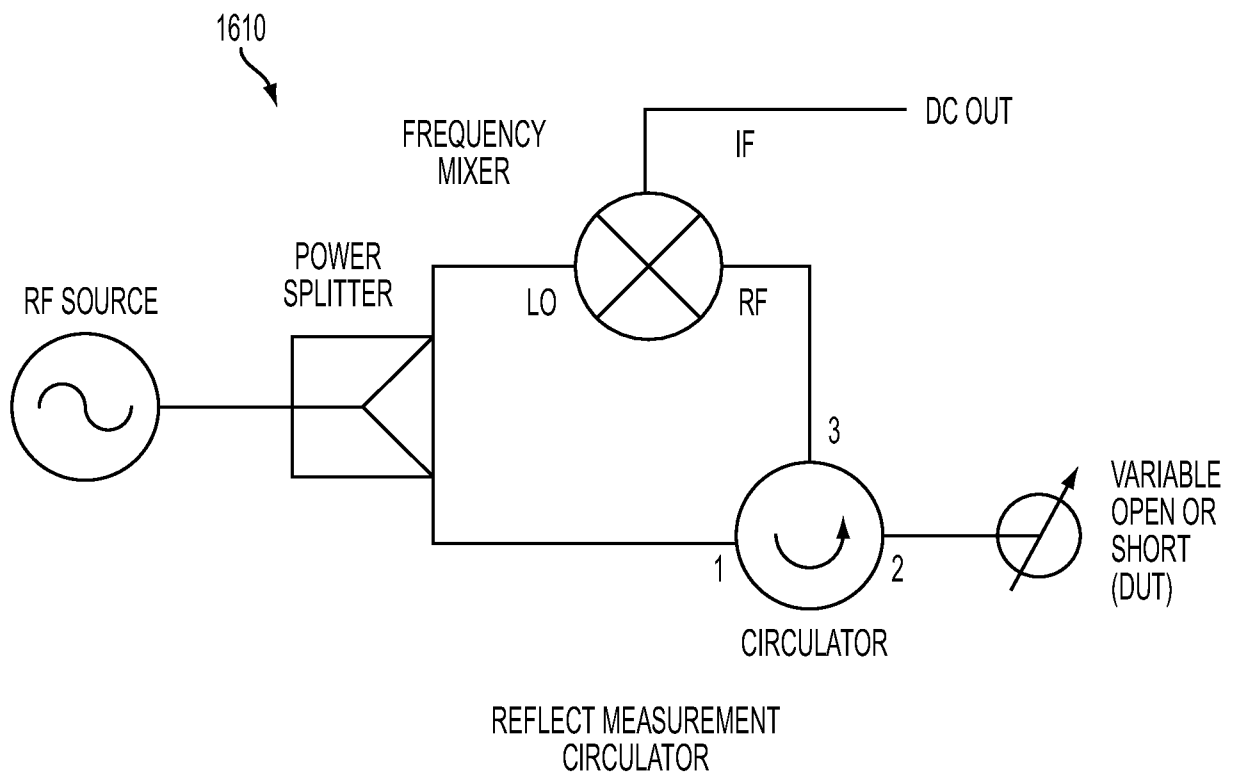 1610
FREQUENCY
MIXER
DC OUT
IF
POWER
SPLITTER
RF SOURCE
LO
RF
3
VARIABLE
OPEN OR
SHORT
(DUT)
1
2
CIRCULATOR
REFLECT MEASUREMENT
CIRCULATOR